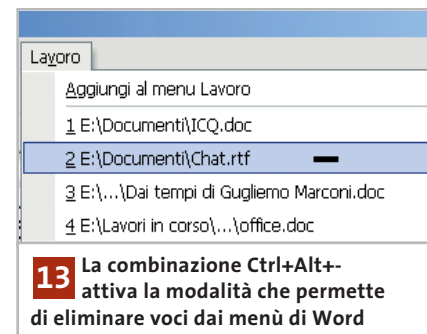 Lavoro
Aggiungi al menu Lavoro
1 E:\Documenti\ICQ.doc
2 E:\Documenti\Chat.rtf
3 E:\...\Dai tempi di Gugliemo Marconi.doc
4 E:\Lavori in corso\...\office.doc
13 La combinazione Ctrl+Alt+-
attiva la modalità che permette
di eliminare voci dai menù di Word